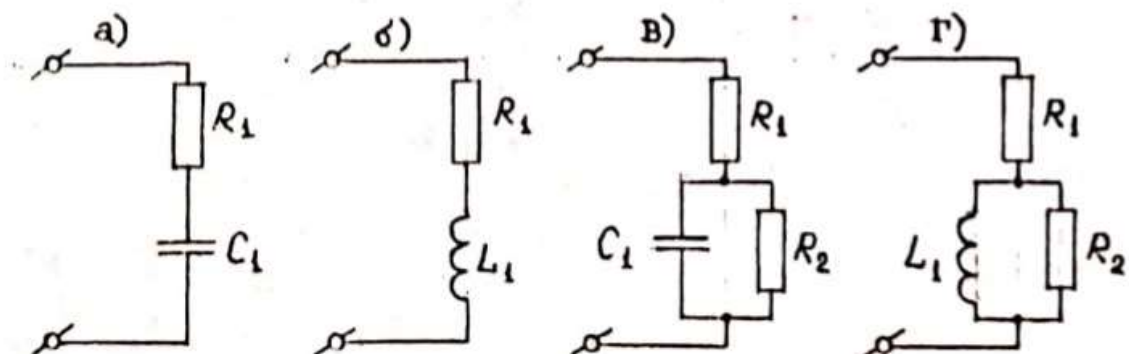 а) б) в) г)
R₁ R₁ R₁ R₁
C₁ L₁ C₁ R₂ L₁ R₂